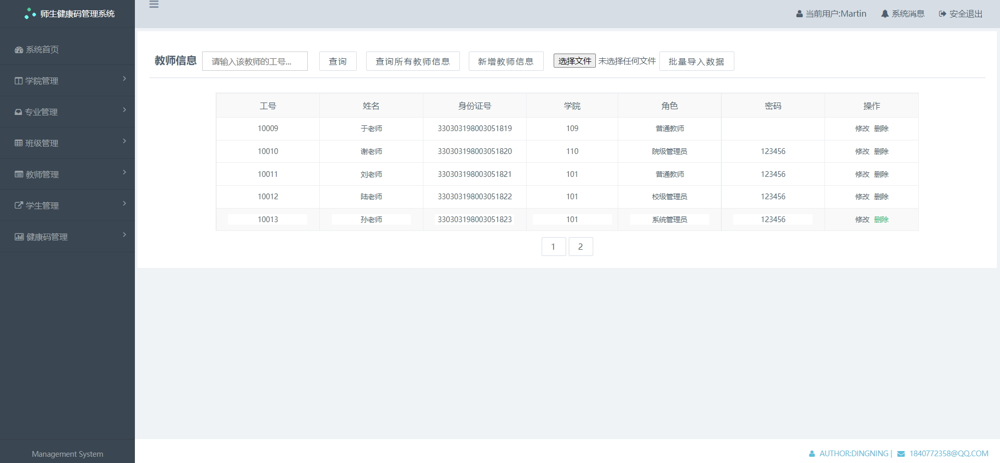 师生健康码管理系统
当前用户:Martin 系统消息 安全退出
系统首页
学院管理
专业管理
班级管理
教师管理
学生管理
健康码管理
Management System
教师信息 请输入该教师的工号... 查询 查询所有教师信息 新增教师信息 选择文件 未选择任何文件 批量导入数据
工号 姓名 身份证号 学院 角色 密码 操作
10009 于老师 330303198003051819 109 普通教师 修改 删除
10010 谢老师 330303198003051820 110 院级管理员 123456 修改 删除
10011 刘老师 330303198003051821 101 普通教师 123456 修改 删除
10012 陆老师 330303198003051822 101 校级管理员 123456 修改 删除
10013 孙老师 330303198003051823 101 系统管理员 123456 修改 删除
1 2
AUTHOR:DINGNING | 1840772358@QQ.COM